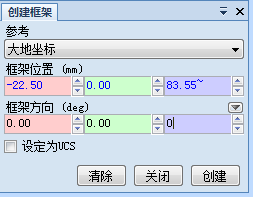 创建框架
参考
大地坐标
框架位置 (mm)
-22.50 0.00 83.55~
框架方向 (deg)
0.00 0.00 0
设定为UCS
清除 关闭 创建